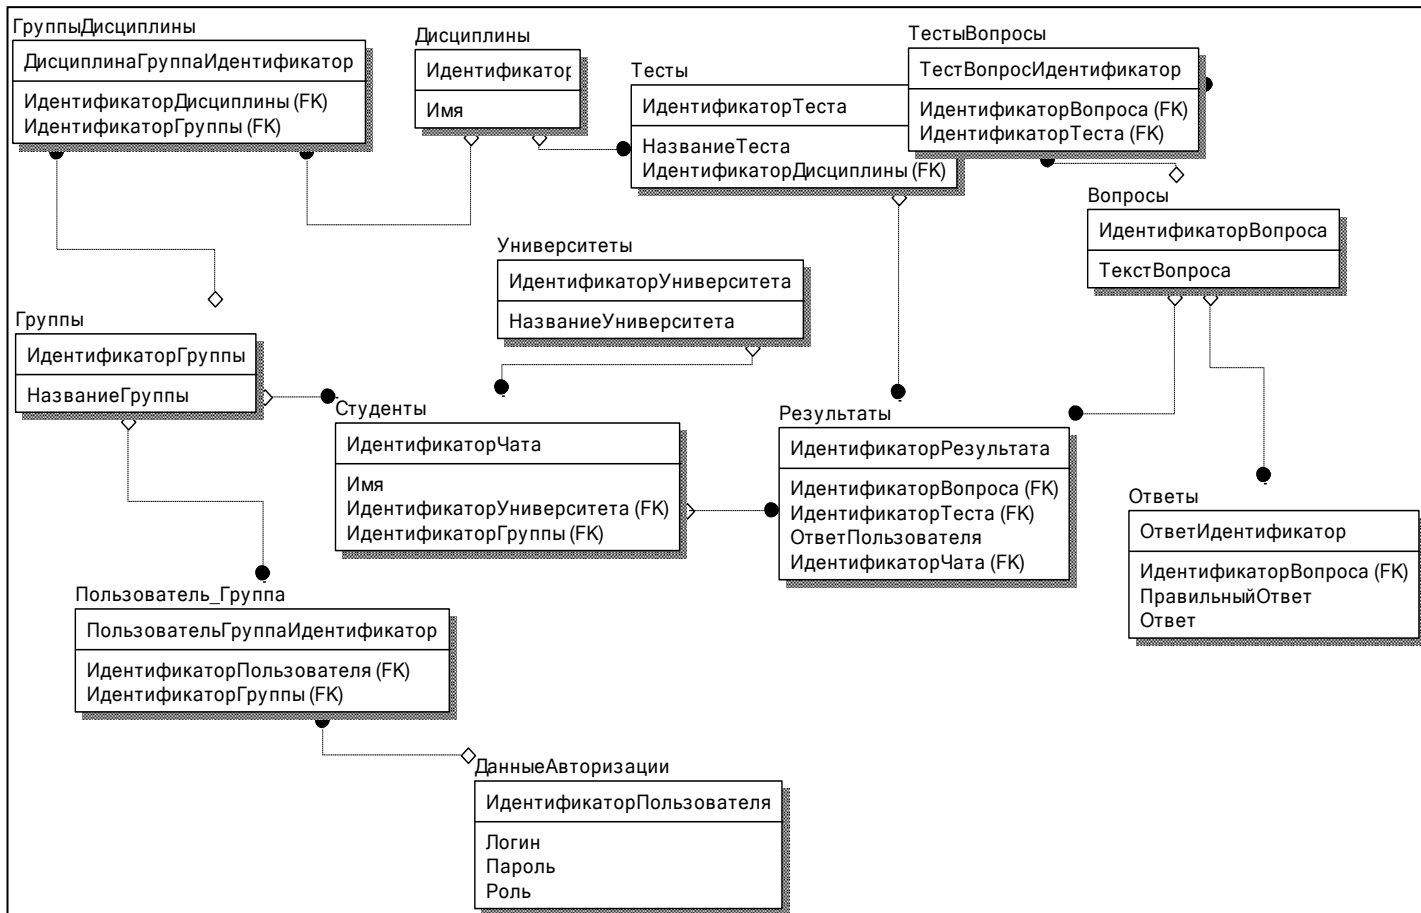 ГруппыДисциплины
ДисциплинаГруппаИдентификатор
ИдентификаторДисциплины (FK)
ИдентификаторГруппы (FK)
Дисциплины
Идентификатор
Имя
Тесты
ИдентификаторТеста
НазваниеТеста
ИдентификаторДисциплины (FK)
ТестыВопросы
ТестВопросИдентификатор
ИдентификаторВопроса (FK)
ИдентификаторТеста (FK)
Вопросы
ИдентификаторВопроса
ТекстВопроса
Университеты
ИдентификаторУниверситета
НазваниеУниверситета
Группы
ИдентификаторГруппы
НазваниеГруппы
Студенты
ИдентификаторЧата
Имя
ИдентификаторУниверситета (FK)
ИдентификаторГруппы (FK)
Результаты
ИдентификаторРезультата
ИдентификаторВопроса (FK)
ИдентификаторТеста (FK)
ОтветПользователя
ИдентификаторЧата (FK)
Ответы
ОтветИдентификатор
ИдентификаторВопроса (FK)
ПравильныйОтвет
Ответ
Пользователь_Группа
ПользовательГруппаИдентификатор
ИдентификаторПользователя (FK)
ИдентификаторГруппы (FK)
ДанныеАвторизации
ИдентификаторПользователя
Логин
Пароль
Роль